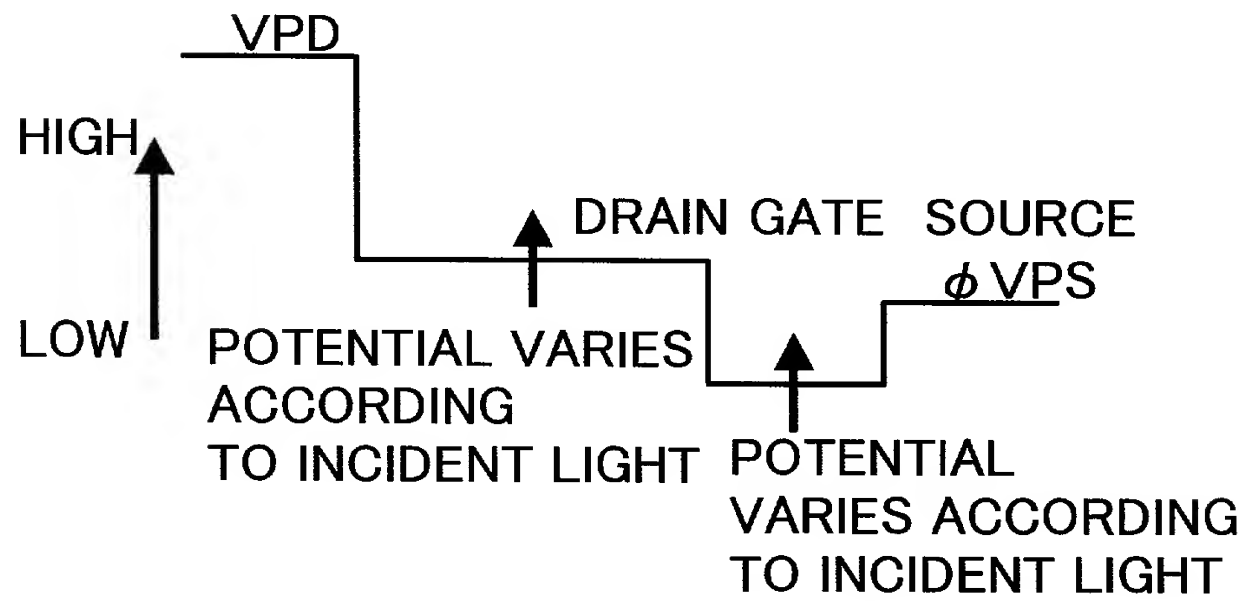 VPD
HIGH
DRAIN GATE SOURCE
φVPS
LOW
POTENTIAL VARIES
ACCORDING
TO INCIDENT LIGHT
POTENTIAL
VARIES ACCORDING
TO INCIDENT LIGHT